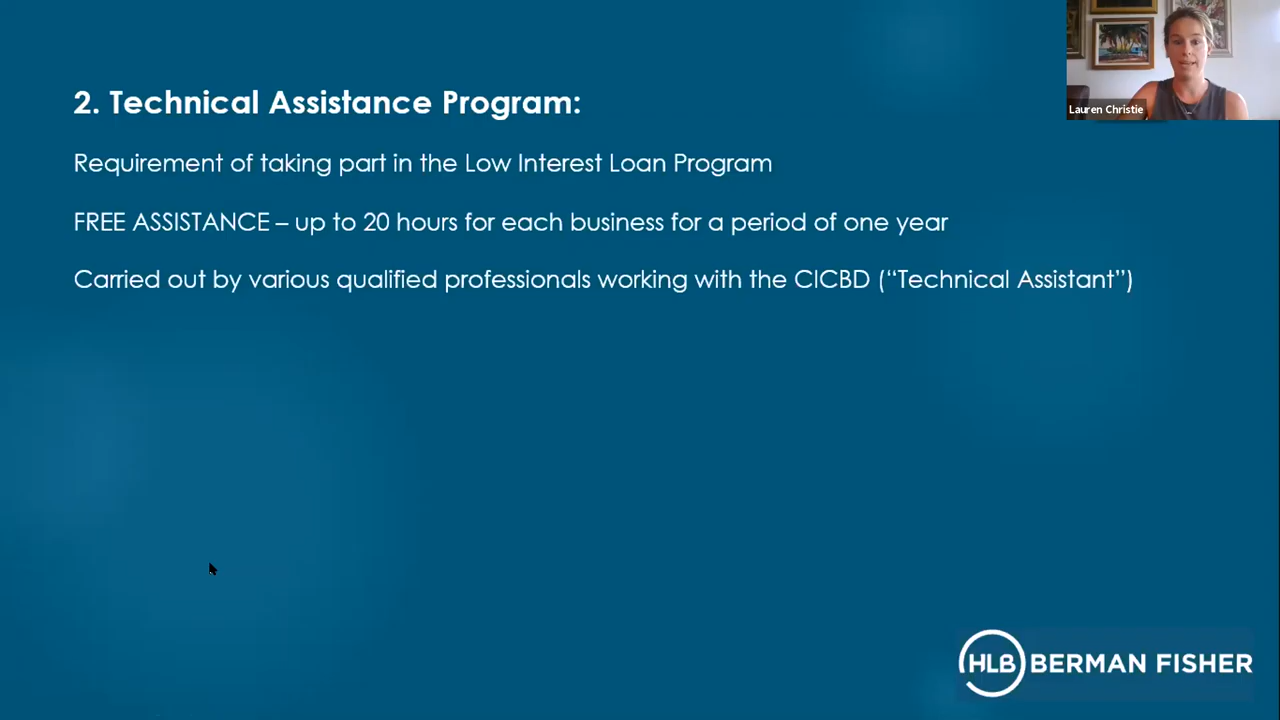 Lauren Christie
2. Technical Assistance Program:
Requirement of taking part in the Low Interest Loan Program
FREE ASSISTANCE – up to 20 hours for each business for a period of one year
Carried out by various qualified professionals working with the CICBD (“Technical Assistant”)
HLB BERMAN FISHER